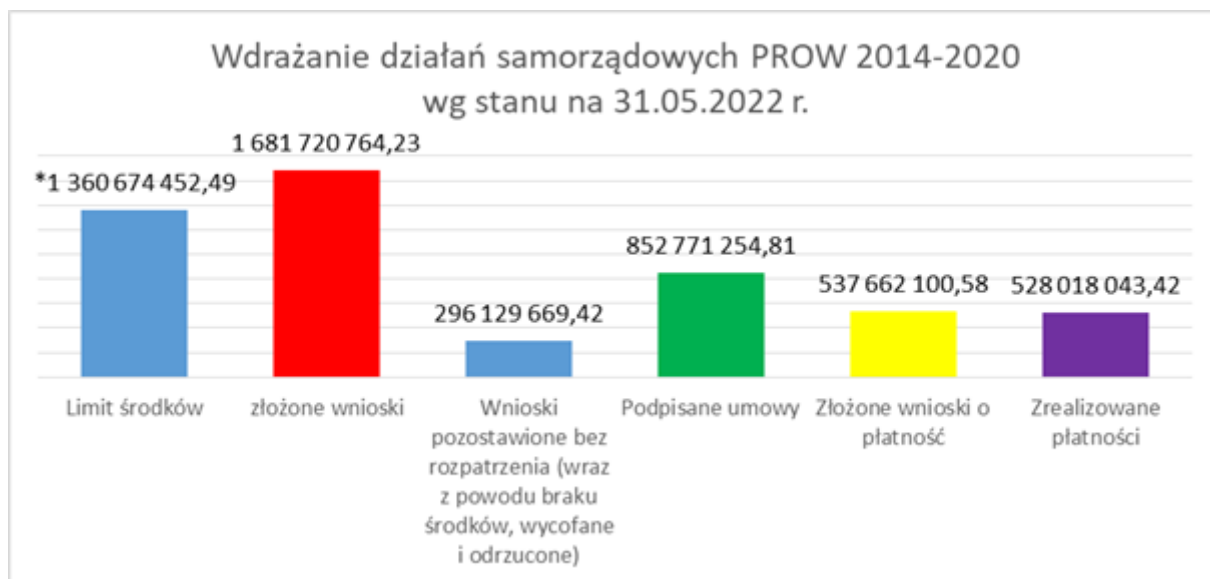 Wdrażanie działań samorządowych PROW 2014-2020
wg stanu na 31.05.2022 r.
1 681 720 764,23
*1 360 674 452,49
852 771 254,81
537 662 100,58
528 018 043,42
296 129 669,42
Limit środków
złożone wnioski
Wnioski
pozostawione bez
rozpatrzenia (wraz
z powodu braku
środków, wycofane
i odrzucone)
Podpisane umowy
Złożone wnioski o
płatność
Zrealizowane
płatności